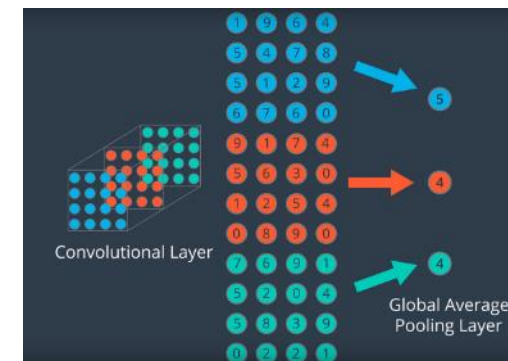 1 9 6 4
5 4 7 8
5 1 2 9
6 7 6 0
5
9 1 7 4
5 6 3 0
1 2 5 4
0 8 9 0
4
Convolutional Layer
7 6 9 1
5 2 0 4
5 8 3 9
0 2 2 1
4
Global Average
Pooling Layer